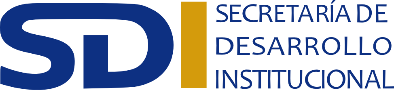 SDI
SECRETARÍA DE
DESARROLLO
INSTITUCIONAL